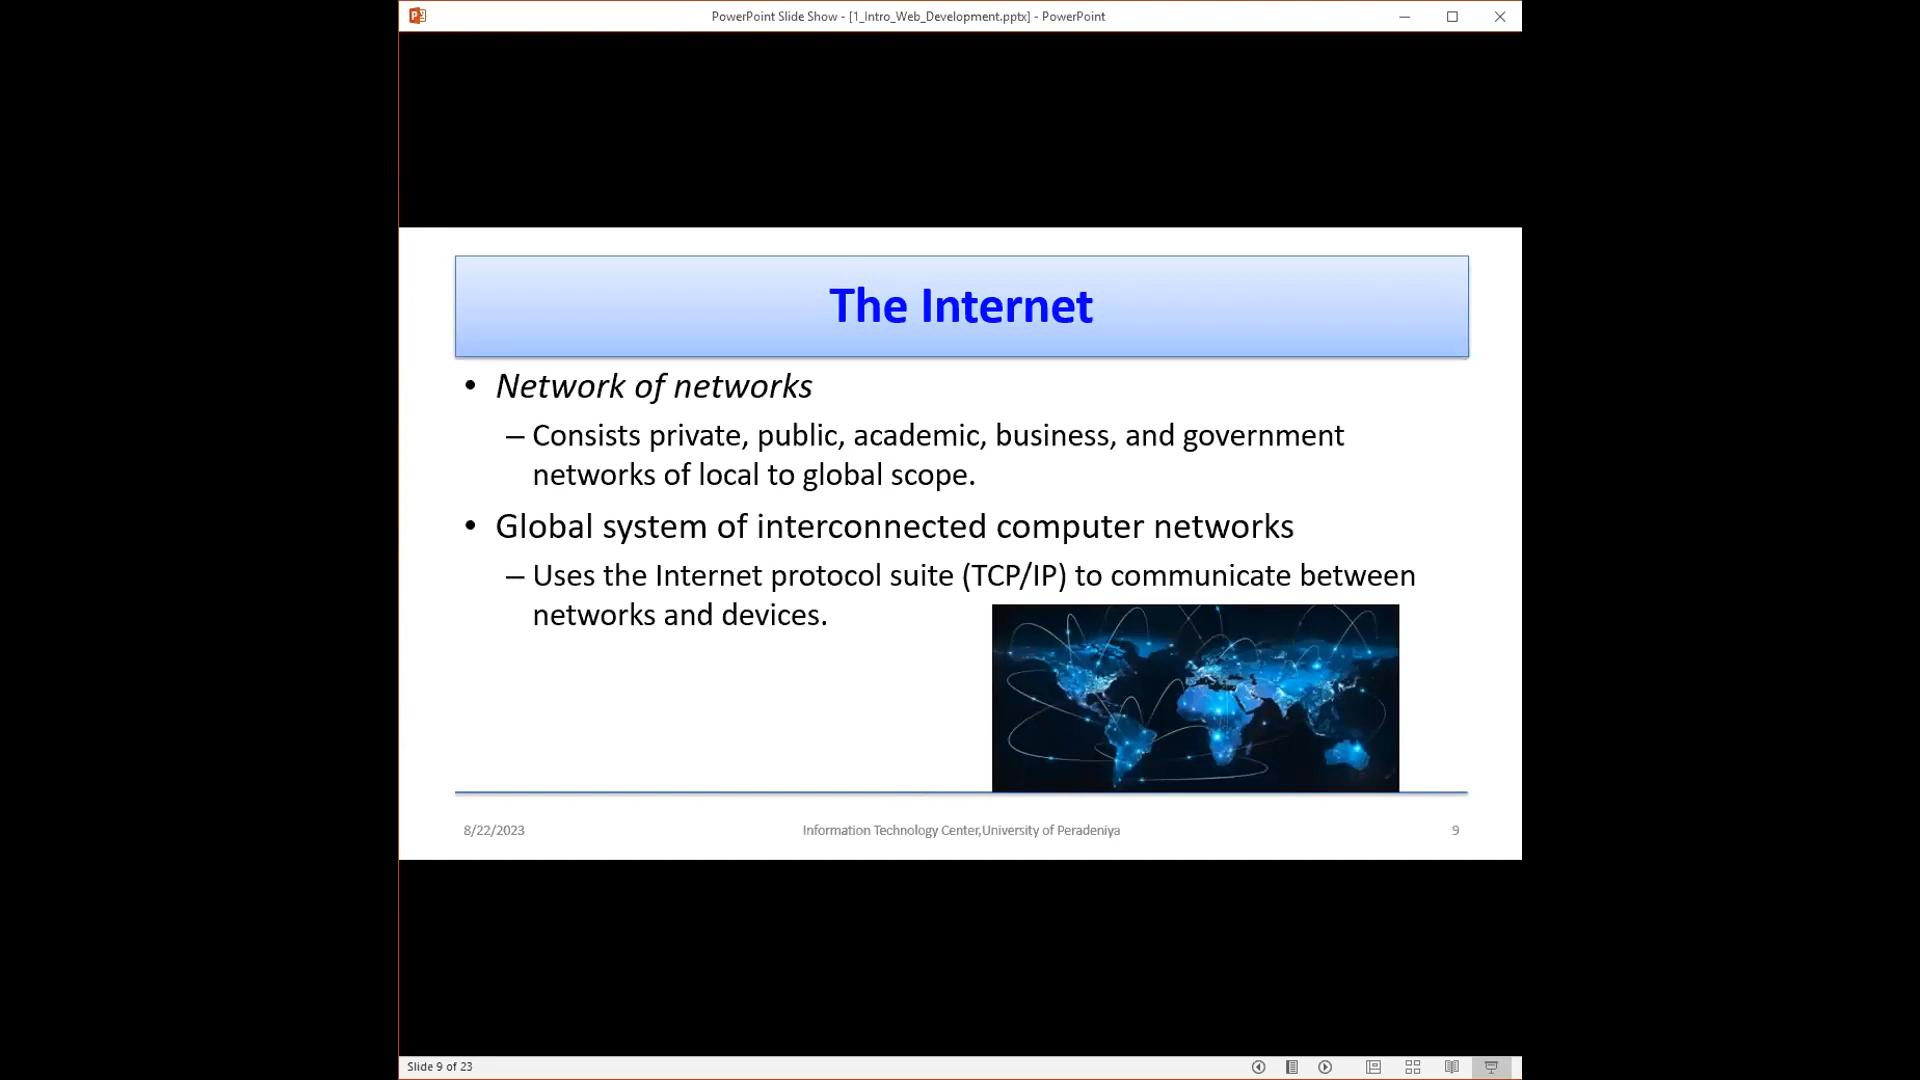 PowerPoint Slide Show - [1_Intro_Web_Development.pptx] - PowerPoint
The Internet
• Network of networks
– Consists private, public, academic, business, and government
networks of local to global scope.
• Global system of interconnected computer networks
– Uses the Internet protocol suite (TCP/IP) to communicate between
networks and devices.
8/22/2023
Information Technology Center,University of Peradeniya
9
Slide 9 of 23